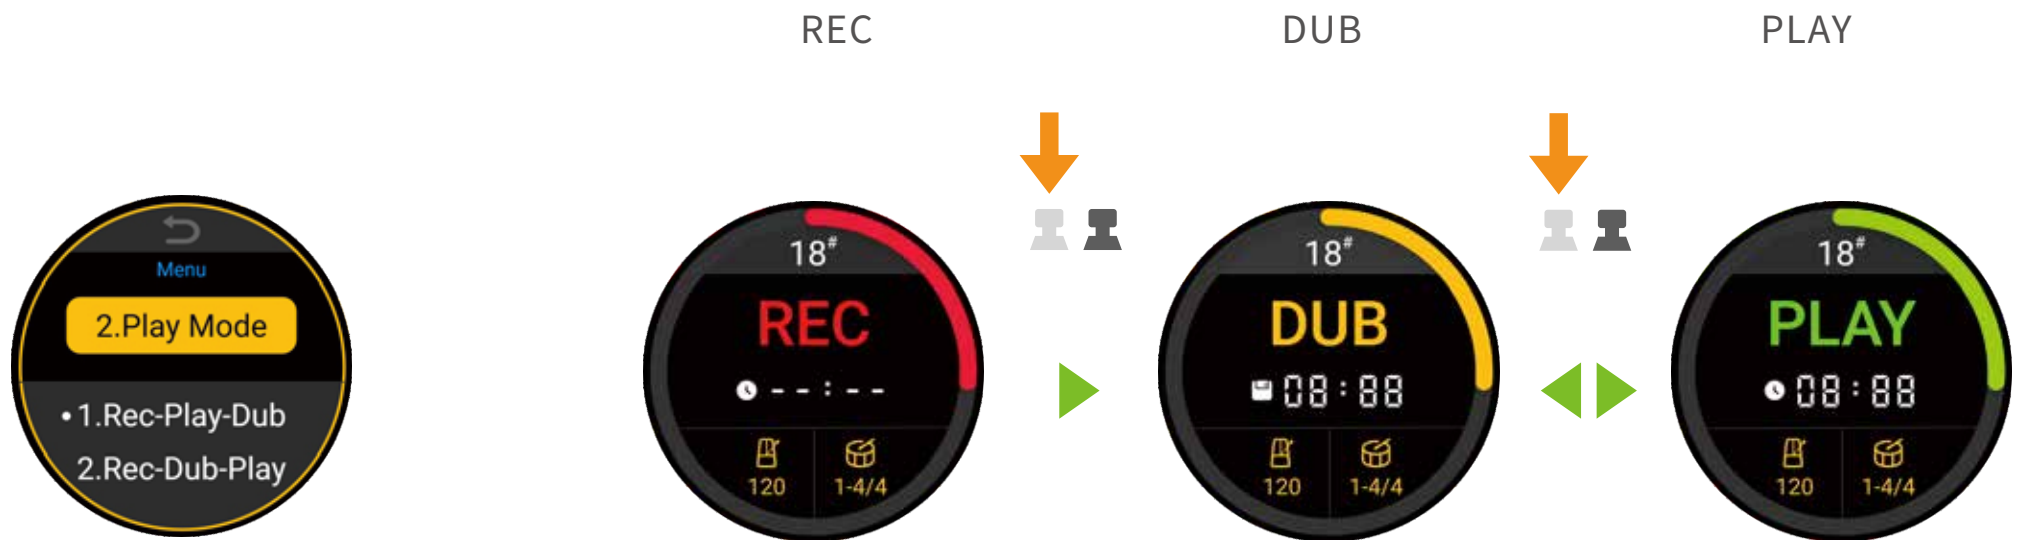 REC
DUB
PLAY
Menu
2.Play Mode
•1.Rec-Play-Dub
2.Rec-Dub-Play
18#
REC
--:--
120
1-4/4
18#
DUB
08:88
120
1-4/4
18#
PLAY
08:88
120
1-4/4